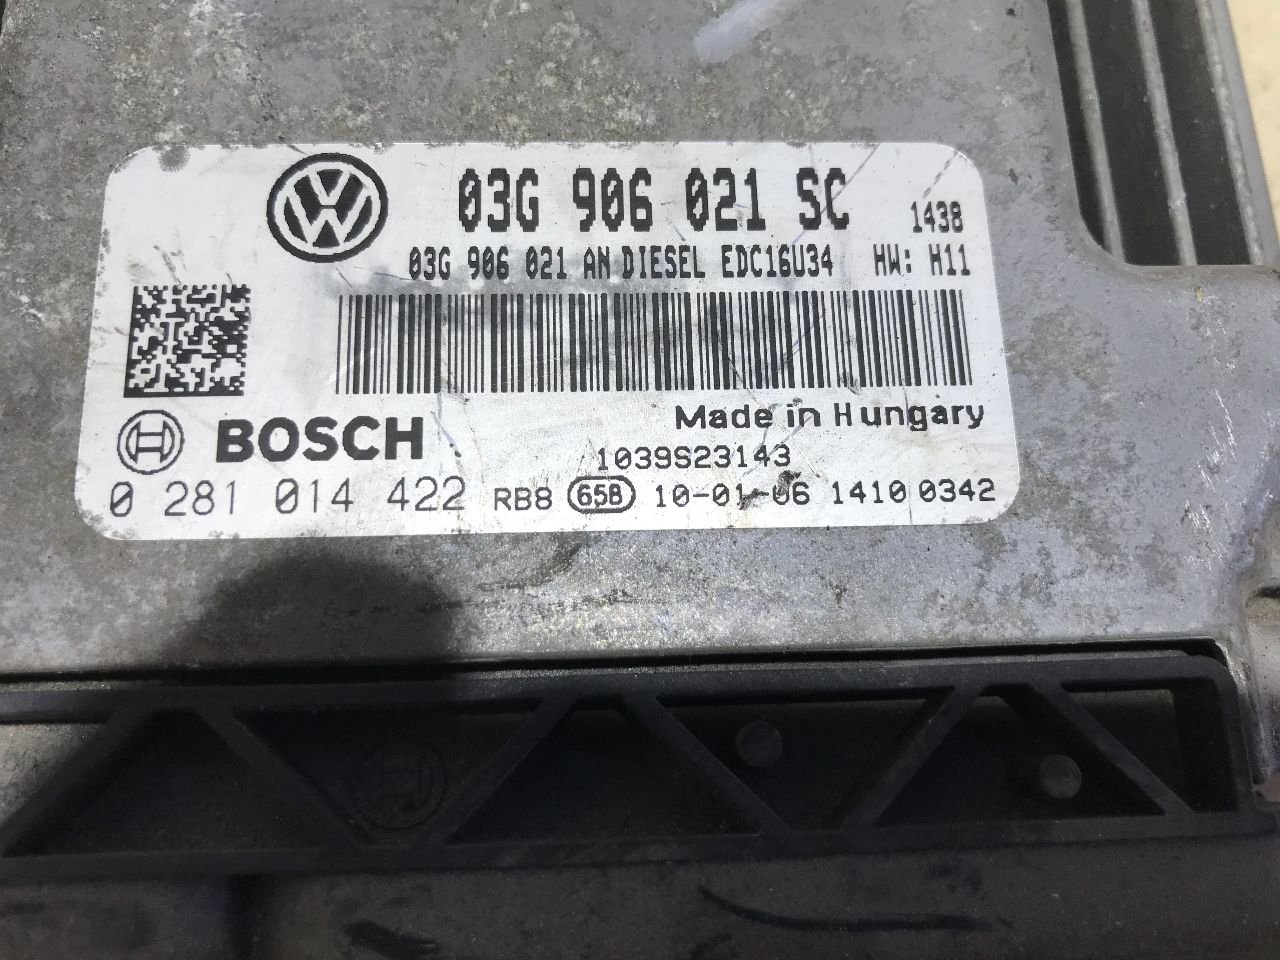 03G 906 021 SC 1438
03G 906 021 AN DIESEL EDC16U34 HW: H11
BOSCH
Made in Hungary
1039S23143
0 281 014 422 RB8 65B 10-01-06 1410 0342